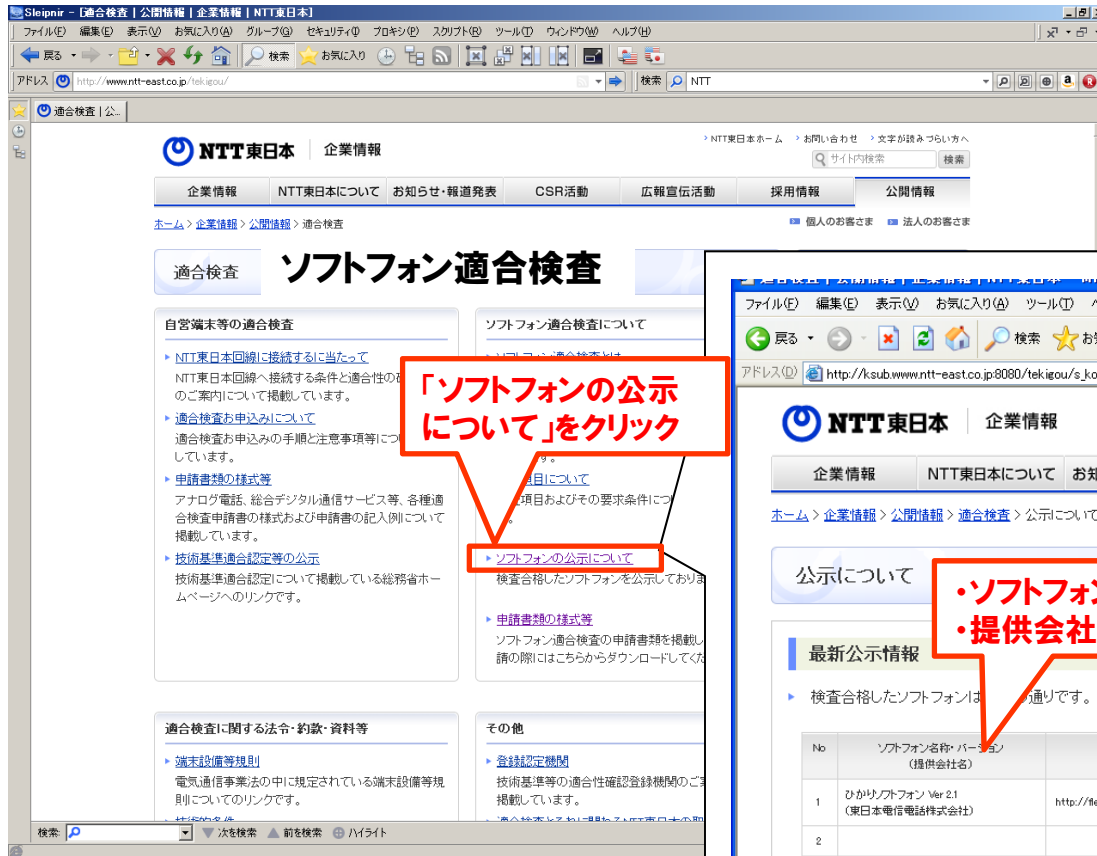 Sleipnir - [適合検査 | 公開情報 | 企業情報 | NTT東日本]
ファイル(F) 編集(E) 表示(V) お気に入り(A) グループ(G) セキュリティ(I) プロキシ(P) スクリプト(R) ツール(T) ウィンドウ(W) ヘルプ(H)
戻る 検索 お気に入り
アドレス http://www.ntt-east.co.jp/tekigou/ 検索 NTT
適合検査 | 公...
NTT東日本 企業情報
NTT東日本ホーム お問い合わせ 文字が読みづらい方へ
サイト内検索 検索
企業情報 NTT東日本について お知らせ・報道発表 CSR活動 広報宣伝活動 採用情報 公開情報
ホーム > 企業情報 > 公開情報 > 適合検査
個人のお客さま 法人のお客さま
適合検査 ソフトフォン適合検査
自営端末等の適合検査
NTT東日本回線に接続するに当たって
NTT東日本回線へ接続する条件と適合性の
のご案内について掲載しています。
適合検査お申込みについて
適合検査お申込みの手順と注意事項等につ
しています。
申請書類の様式等
アナログ電話、総合デジタル通信サービス等、各種適
合検査申請書の様式および申請書の記入例について
掲載しています。
技術基準適合認定等の公示
技術基準適合認定について掲載している総務省ホー
ムページへのリンクです。
ソフトフォン適合検査について
「ソフトフォンの公示
について」をクリック
項目について
項目およびその要求条件につ
ソフトフォンの公示について
検査合格したソフトフォンを公示しておりま
申請書類の様式等
ソフトフォン適合検査の申請書類を掲載し
請の際にはこちらからダウンロードしてくだ
適合検査に関する法令・約款・資料等
端末設備等規則
電気通信事業法の中に規定されている端末設備等規
則についてのリンクです。
その他
登録認定機関
技術基準等の適合性確認登録機関のご
掲載しています。
検索: 次を検索 前を検索 ハイライト
ファイル(F) 編集(E) 表示(V) お気に入り(A) ツール(T)
戻る 検索 お
アドレス(D) http://ksub.www.ntt-east.co.jp:8080/tekigou/s_ko
NTT東日本 企業情報
企業情報 NTT東日本について お知
ホーム > 企業情報 > 公開情報 > 適合検査 > 公示について
公示について
・ソフトフォン
・提供会社
最新公示情報
検査合格したソフトフォンは 通りです。
No ソフトフォン名称・バージョン
(提供会社名)
1 ひかりソフトフォン Ver 2.1
(東日本電信電話株式会社)
http://fle
2